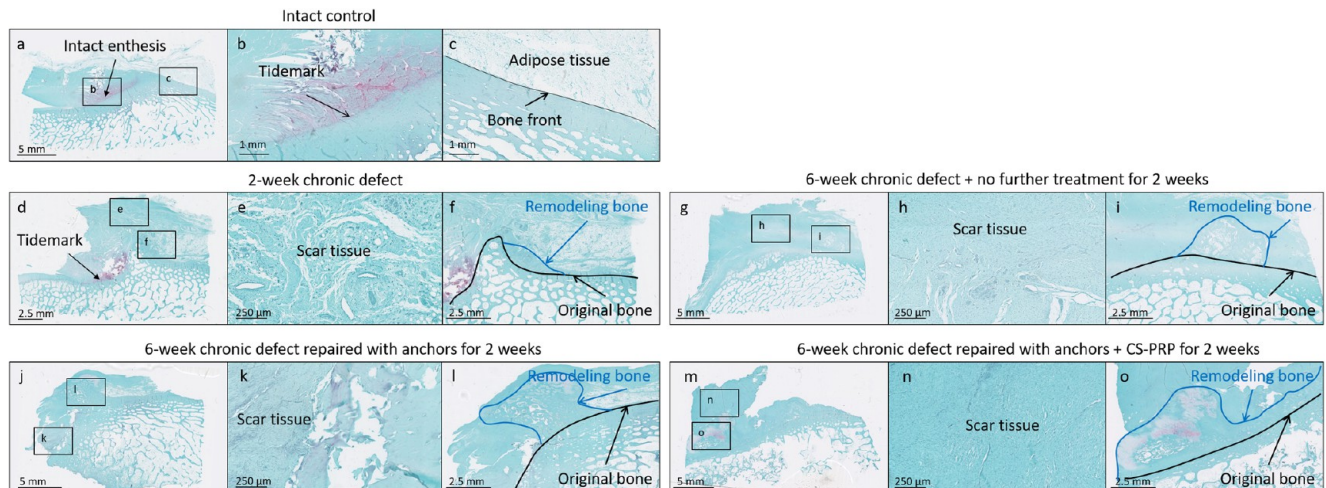 Intact control
a
Intact enthesis
b
c
5 mm
b
Tidemark
1 mm
c
Adipose tissue
Bone front
1 mm
2-week chronic defect
d
e
f
Tidemark
2.5 mm
e
Scar tissue
250 µm
f
Remodeling bone
Original bone
2.5 mm
6-week chronic defect + no further treatment for 2 weeks
g
h
i
5 mm
h
Scar tissue
250 µm
i
Remodeling bone
Original bone
2.5 mm
6-week chronic defect repaired with anchors for 2 weeks
j
l
k
5 mm
k
Scar tissue
250 µm
l
Remodeling bone
Original bone
2.5 mm
6-week chronic defect repaired with anchors + CS-PRP for 2 weeks
m
n
o
5 mm
n
Scar tissue
250 µm
o
Remodeling bone
Original bone
2.5 mm